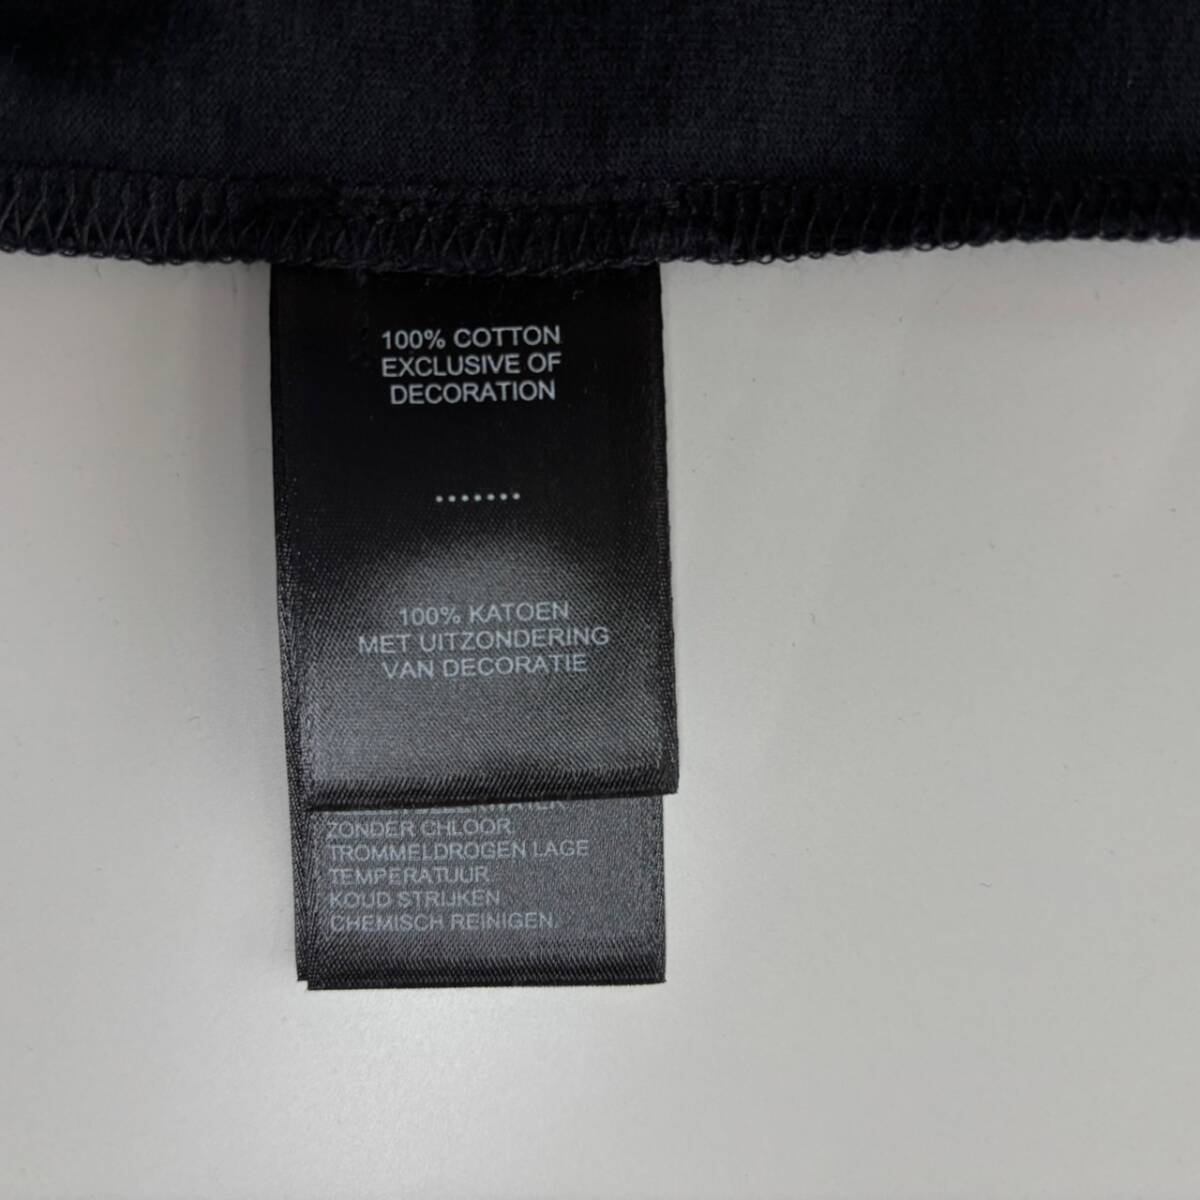 100% COTTON
EXCLUSIVE OF
DECORATION
.......
100% KATOEN
MET UITZONDERING
VAN DECORATIE
ZONDER CHLOOR
TROMMELDROGEN LAGE
TEMPERATUUR
KOUD STRIJKEN
CHEMISCH REINIGEN.